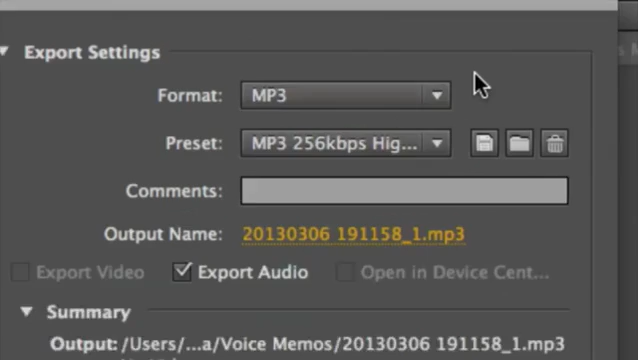 Export Settings
Format: MP3
Preset: MP3 256kbps Hig...
Comments:
Output Name: 20130306 191158_1.mp3
Export Video Export Audio Open in Device Cent...
Summary
Output: /Users/...a/Voice Memos/20130306 191158_1.mp3